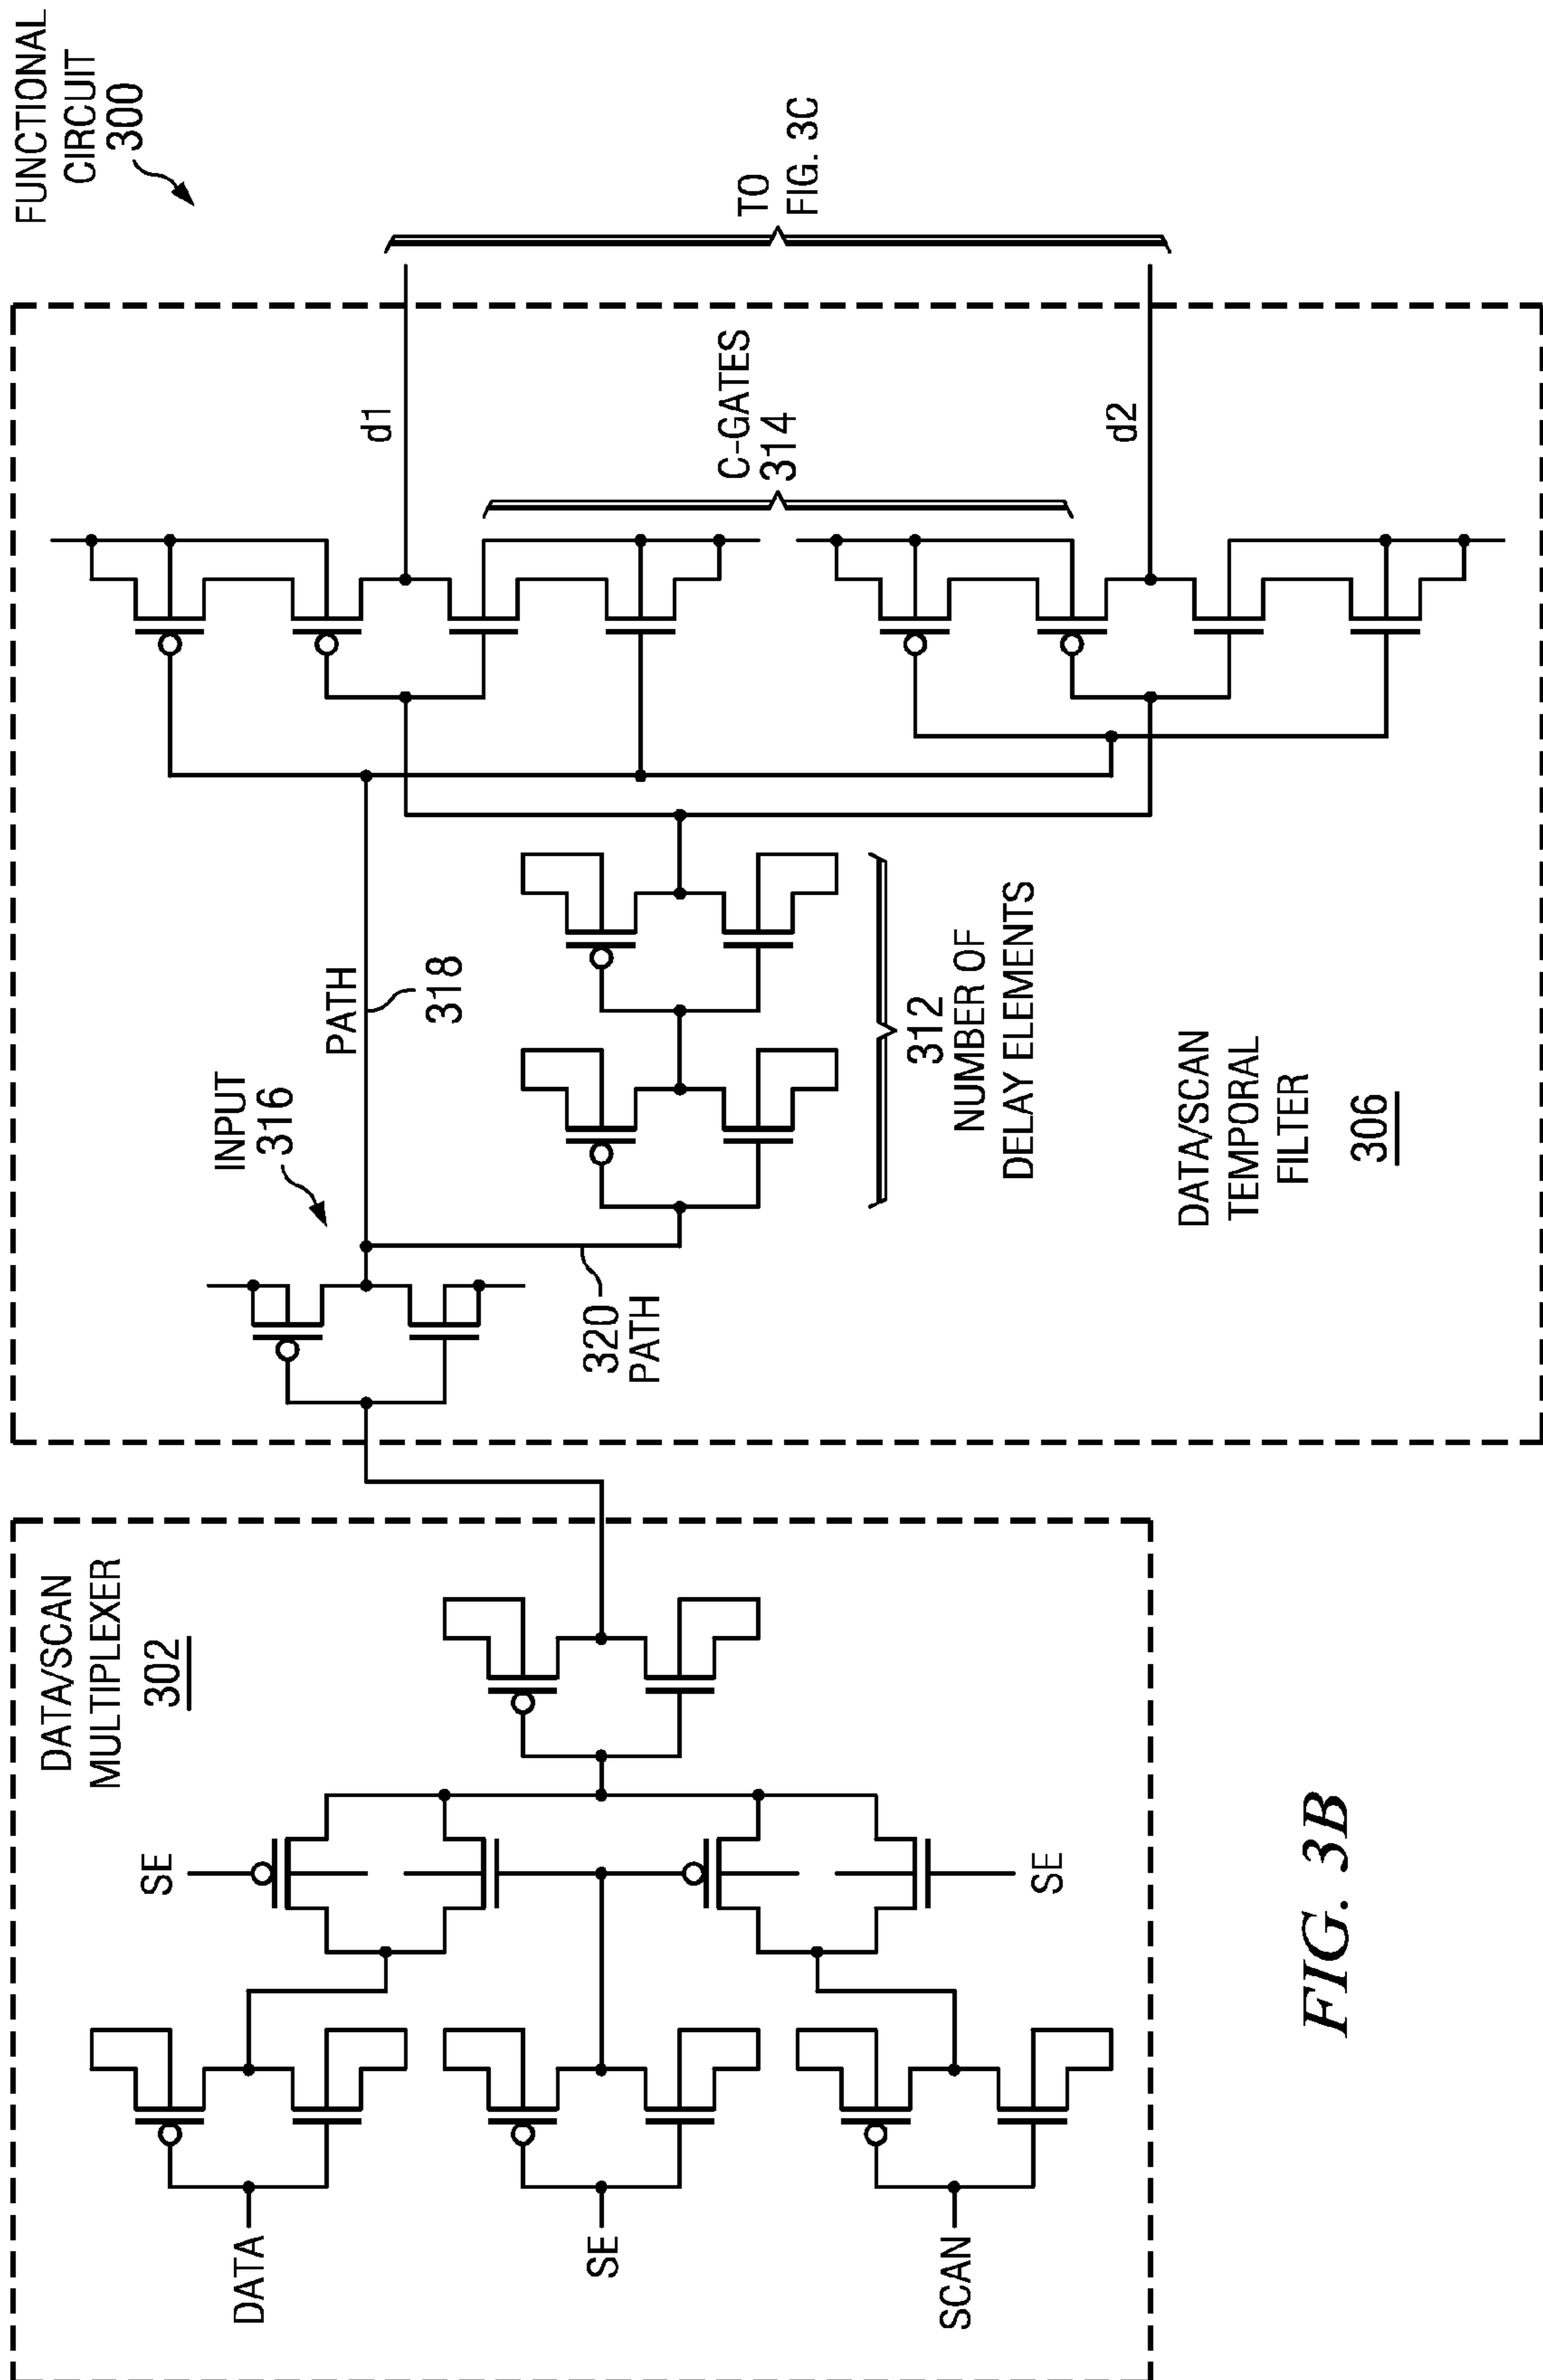 FUNCTIONAL
CIRCUIT
300
DATA/SCAN
MULTIPLEXER
302
DATA
SE
SCAN
SE
SE
INPUT
316
PATH
318
320
PATH
312
NUMBER OF
DELAY ELEMENTS
d1
C-GATES
314
d2
TO
FIG. 3C
DATA/SCAN
TEMPORAL
FILTER
306
FIG. 3B